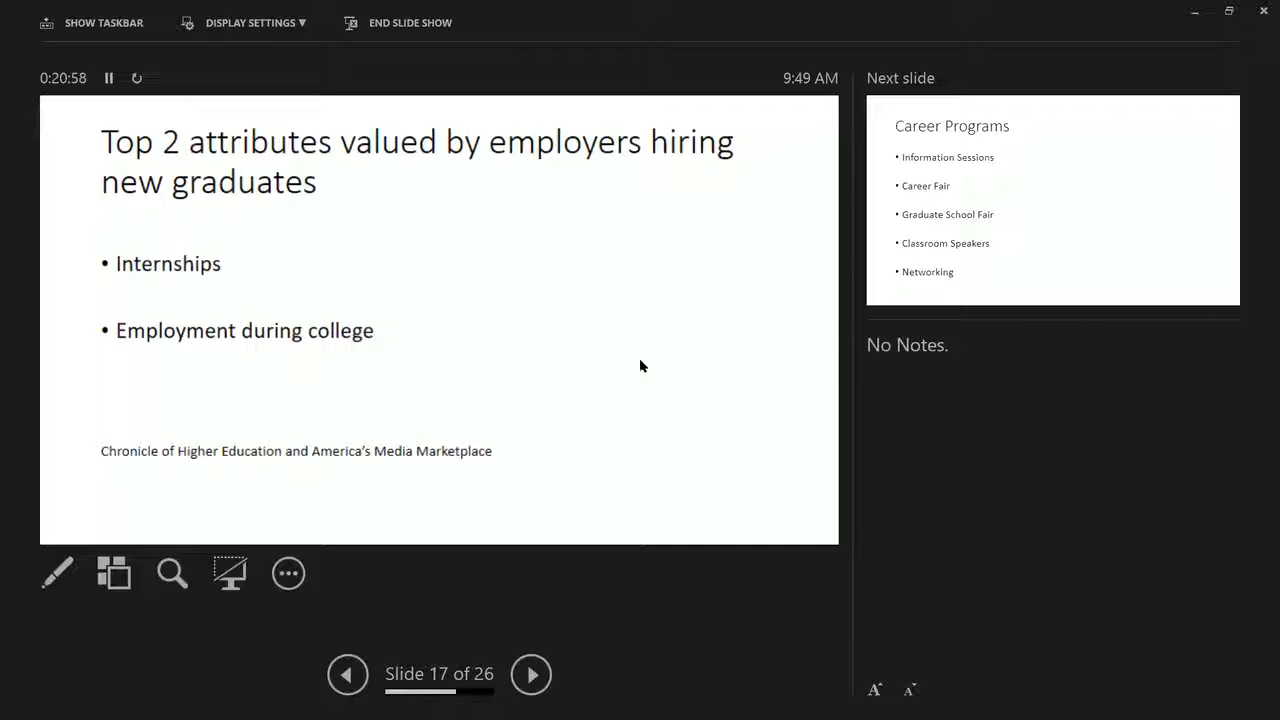 SHOW TASKBAR
DISPLAY SETTINGS ▼
END SLIDE SHOW
0:20:58
9:49 AM
Top 2 attributes valued by employers hiring
new graduates
• Internships
• Employment during college
Chronicle of Higher Education and America's Media Marketplace
Next slide
Career Programs
• Information Sessions
• Career Fair
• Graduate School Fair
• Classroom Speakers
• Networking
No Notes.
Slide 17 of 26
A A